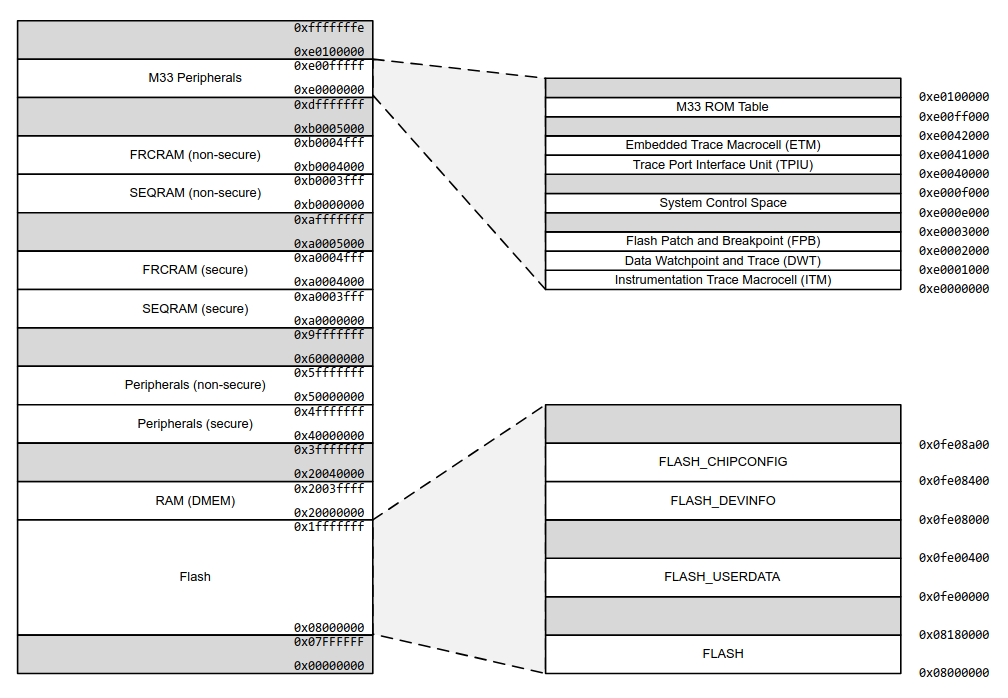 0xfffffffe
0xe0100000
0xe00fffff
M33 Peripherals
0xe0000000
0xdfffffff
0xb0005000
0xb0004fff
FRCRAM (non-secure)
0xb0004000
0xb0003fff
SEQRAM (non-secure)
0xb0000000
0xafffffff
0xa0005000
0xa0004fff
FRCRAM (secure)
0xa0004000
0xa0003fff
SEQRAM (secure)
0xa0000000
0x9fffffff
0x60000000
0x5fffffff
Peripherals (non-secure)
0x50000000
0x4fffffff
Peripherals (secure)
0x40000000
0x3fffffff
0x20040000
0x2003ffff
RAM (DMEM)
0x20000000
0x1fffffff
Flash
0x08000000
0x07FFFFFF
0x00000000
0xe0100000
M33 ROM Table
0xe00ff000
0xe0042000
Embedded Trace Macrocell (ETM)
0xe0041000
Trace Port Interface Unit (TPIU)
0xe0040000
0xe000f000
System Control Space
0xe000e000
0xe0003000
Flash Patch and Breakpoint (FPB)
0xe0002000
Data Watchpoint and Trace (DWT)
0xe0001000
Instrumentation Trace Macrocell (ITM)
0xe0000000
0x0fe08a00
FLASH_CHIPCONFIG
0x0fe08400
FLASH_DEVINFO
0x0fe08000
0x0fe00400
FLASH_USERDATA
0x0fe00000
0x08180000
FLASH
0x08000000